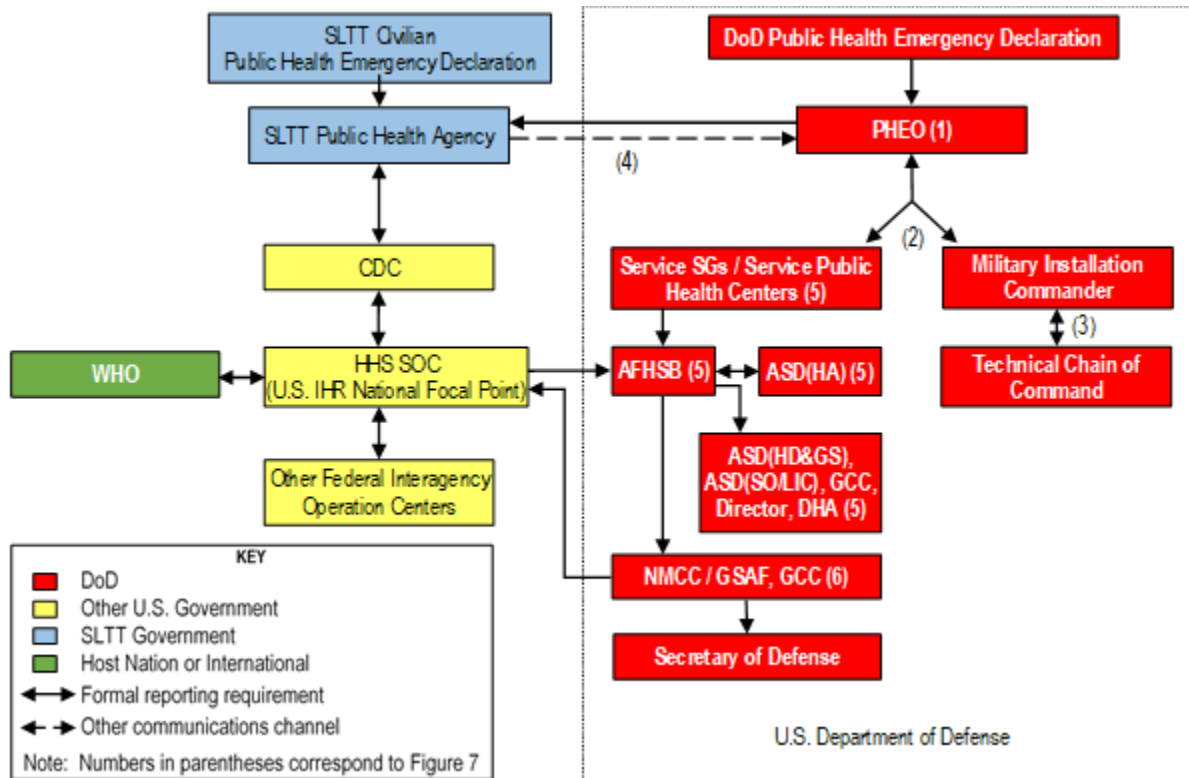 SLTT Civilian
Public Health Emergency Declaration
DoD Public Health Emergency Declaration
SLTT Public Health Agency
PHEO (1)
(4)
(2)
CDC
Service SGs / Service Public
Health Centers (5)
Military Installation
Commander
(3)
WHO
HHS SOC
(U.S. IHR National Focal Point)
AFHSB (5)
ASD(HA) (5)
Technical Chain of
Command
Other Federal Interagency
Operation Centers
ASD(HD&GS),
ASD(SO/LIC), GCC,
Director, DHA (5)
NMCC / GSAF, GCC (6)
Secretary of Defense
KEY
DoD
Other U.S. Government
SLTT Government
Host Nation or International
Formal reporting requirement
Other communications channel
Note: Numbers in parentheses correspond to Figure 7
U.S. Department of Defense